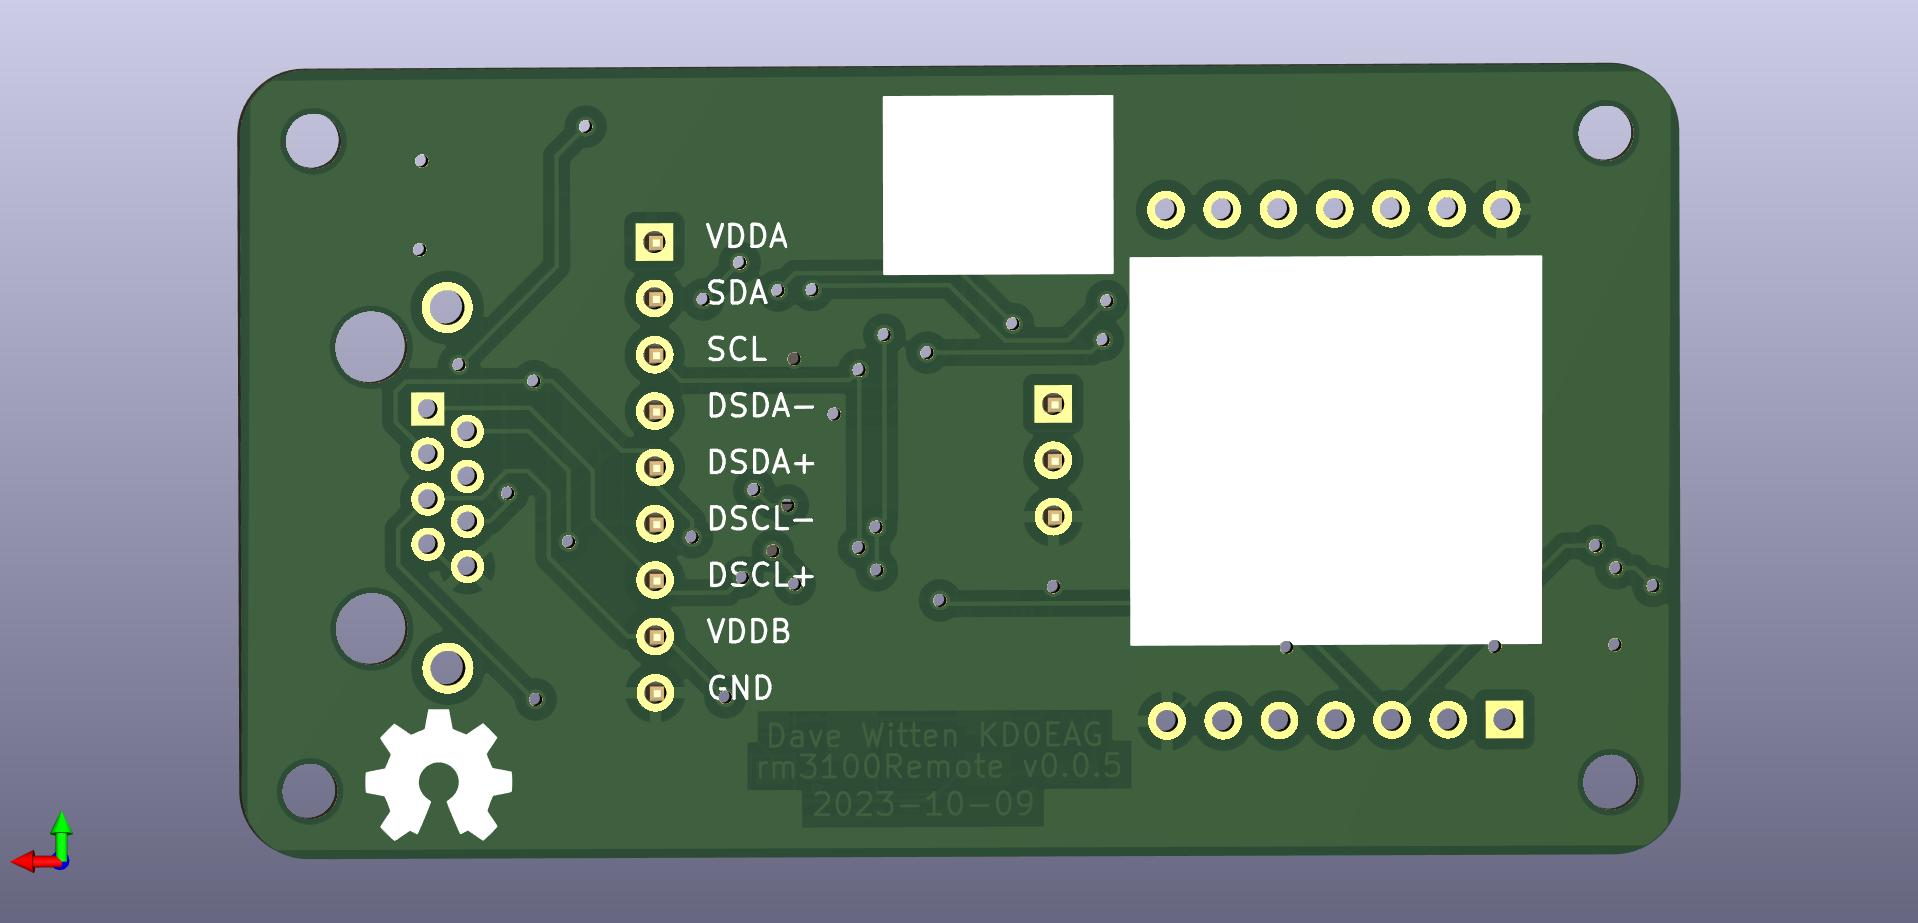 VDDA
SDA
SCL
DSDA-
DSDA+
DSCL-
DSCL+
VDDB
GND
Dave Witten KD0EAG
rm3100Remote v0.0.5
2023-10-09